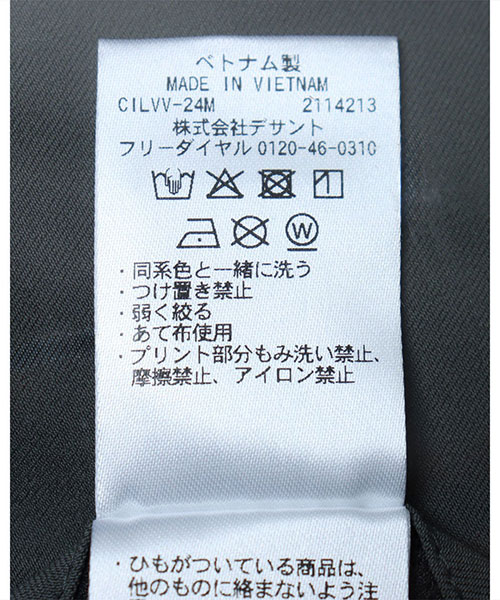 ベトナム製
MADE IN VIETNAM
CILVV-24M 2114213
株式会社デサント
フリーダイヤル 0120-46-0310
W
・同系色と一緒に洗う
・つけ置き禁止
・弱く絞る
・あて布使用
・プリント部分もみ洗い禁止、
摩擦禁止、アイロン禁止
・ひもがついている商品は、
他のものに絡まないよう注